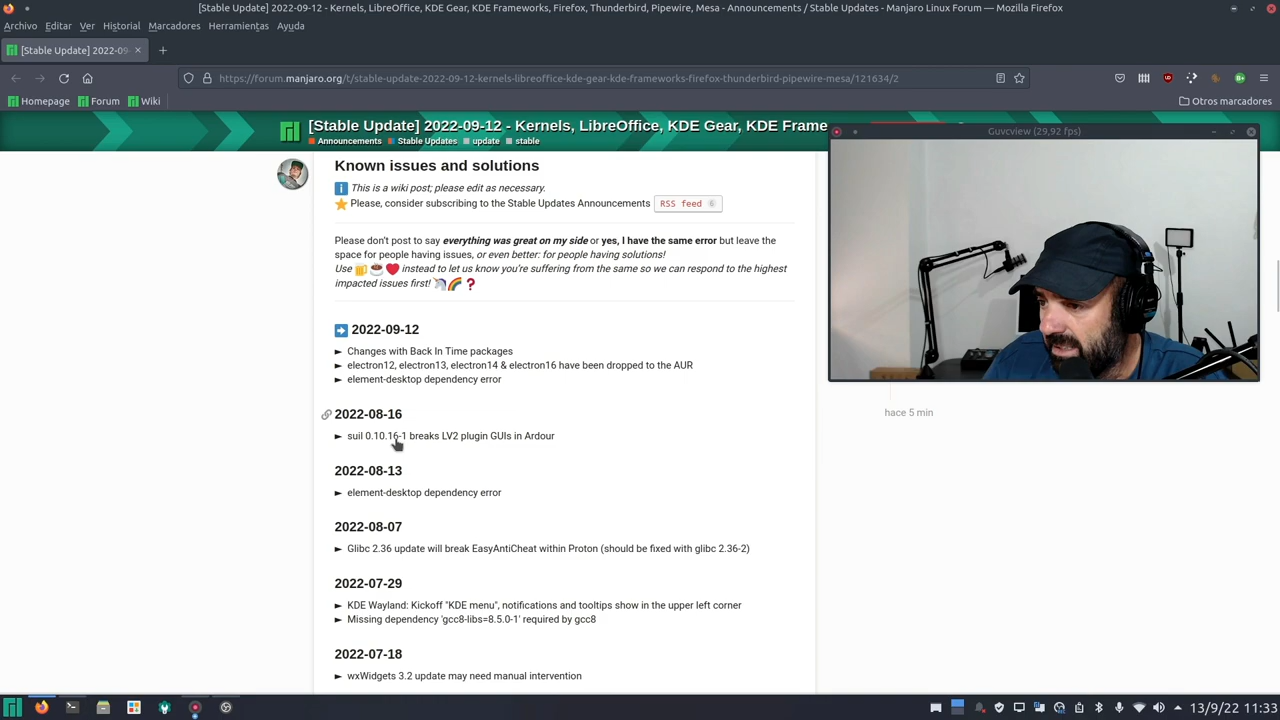 [Stable Update] 2022-09-12 - Kernels, LibreOffice, KDE Gear, KDE Frameworks, Firefox, Thunderbird, Pipewire, Mesa - Announcements / Stable Updates - Manjaro Linux Forum — Mozilla Firefox
Archivo Editar Ver Historial Marcadores Herramientas Ayuda
[Stable Update] 2022-09-
https://forum.manjaro.org/t/stable-update-2022-09-12-kernels-libreoffice-kde-gear-kde-frameworks-firefox-thunderbird-pipewire-mesa/121634/2
Homepage Forum Wiki Otros marcadores
[Stable Update] 2022-09-12 - Kernels, LibreOffice, KDE Gear, KDE Frame
Announcements Stable Updates update stable
Guvcview (29,92 fps)
Known issues and solutions
This is a wiki post; please edit as necessary.
Please, consider subscribing to the Stable Updates Announcements RSS feed 6
Please don't post to say everything was great on my side or yes, I have the same error but leave the
space for people having issues, or even better: for people having solutions!
Use 🍺 ☕ ❤️ instead to let us know you're suffering from the same so we can respond to the highest
impacted issues first! 🦄 🌈 ❓
➡️ 2022-09-12
► Changes with Back In Time packages
► electron12, electron13, electron14 & electron16 have been dropped to the AUR
► element-desktop dependency error
hace 5 min
2022-08-16
► suil 0.10.16-1 breaks LV2 plugin GUIs in Ardour
2022-08-13
► element-desktop dependency error
2022-08-07
► Glibc 2.36 update will break EasyAntiCheat within Proton (should be fixed with glibc 2.36-2)
2022-07-29
► KDE Wayland: Kickoff "KDE menu", notifications and tooltips show in the upper left corner
► Missing dependency 'gcc8-libs=8.5.0-1' required by gcc8
2022-07-18
► wxWidgets 3.2 update may need manual intervention
13/9/22 11:33